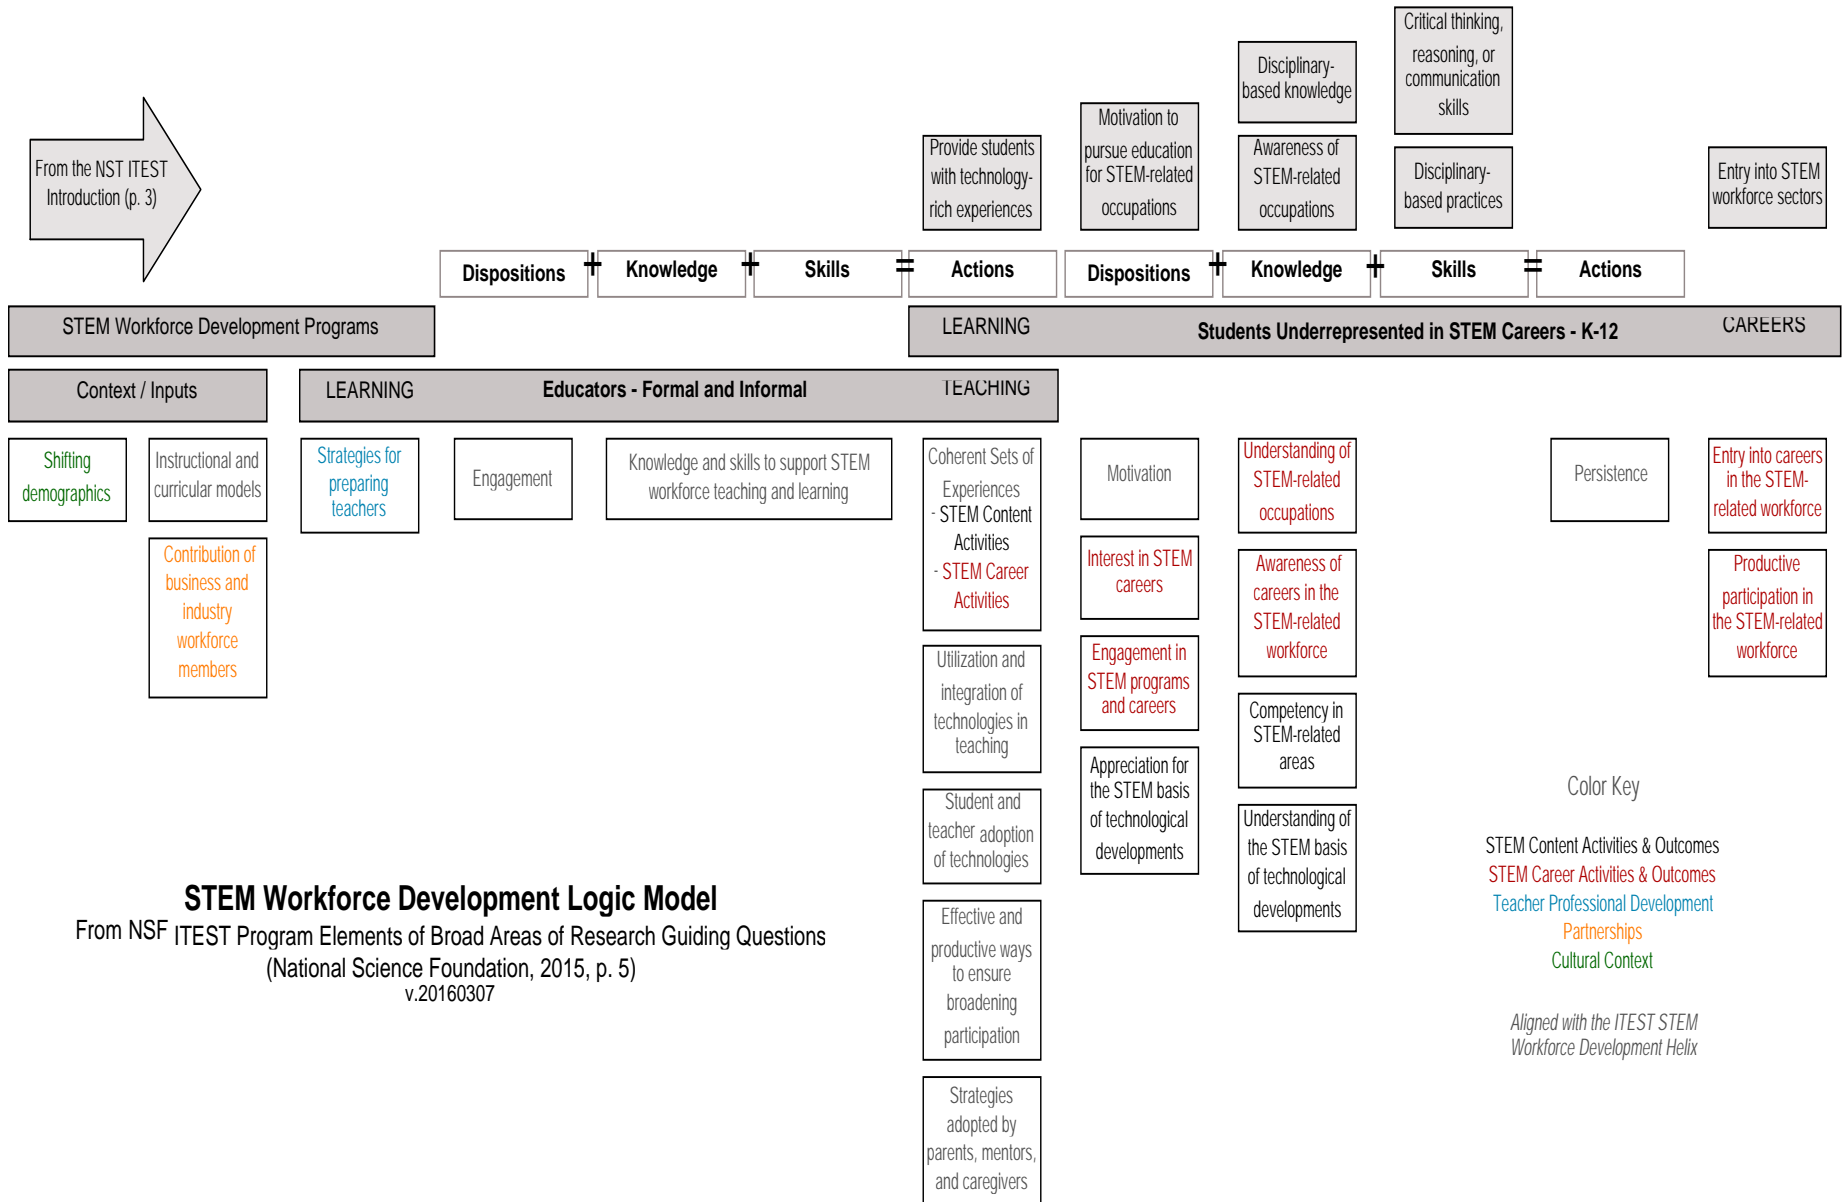 From the NST ITEST
Introduction (p. 3)
Provide students
with technology-
rich experiences
Motivation to
pursue education
for STEM-related
occupations
Disciplinary-
based knowledge
Awareness of
STEM-related
occupations
Critical thinking,
reasoning, or
communication
skills
Disciplinary-
based practices
Entry into STEM
workforce sectors
Dispositions + Knowledge + Skills = Actions Dispositions + Knowledge + Skills = Actions
STEM Workforce Development Programs
LEARNING Students Underrepresented in STEM Careers - K-12 CAREERS
Context / Inputs
LEARNING Educators - Formal and Informal TEACHING
Shifting
demographics
Instructional and
curricular models
Contribution of
business and
industry
workforce
members
Strategies for
preparing
teachers
Engagement
Knowledge and skills to support STEM
workforce teaching and learning
Coherent Sets of
Experiences
- STEM Content
Activities
- STEM Career
Activities
Utilization and
integration of
technologies in
teaching
Student and
teacher adoption
of technologies
Effective and
productive ways
to ensure
broadening
participation
Strategies
adopted by
parents, mentors,
and caregivers
Motivation
Interest in STEM
careers
Engagement in
STEM programs
and careers
Appreciation for
the STEM basis
of technological
developments
Understanding of
STEM-related
occupations
Awareness of
careers in the
STEM-related
workforce
Competency in
STEM-related
areas
Understanding of
the STEM basis
of technological
developments
Persistence
Entry into careers
in the STEM-
related workforce
Productive
participation in
the STEM-related
workforce
Color Key
STEM Content Activities & Outcomes
STEM Career Activities & Outcomes
Teacher Professional Development
Partnerships
Cultural Context
Aligned with the ITEST STEM
Workforce Development Helix
STEM Workforce Development Logic Model
From NSF ITEST Program Elements of Broad Areas of Research Guiding Questions
(National Science Foundation, 2015, p. 5)
v.20160307